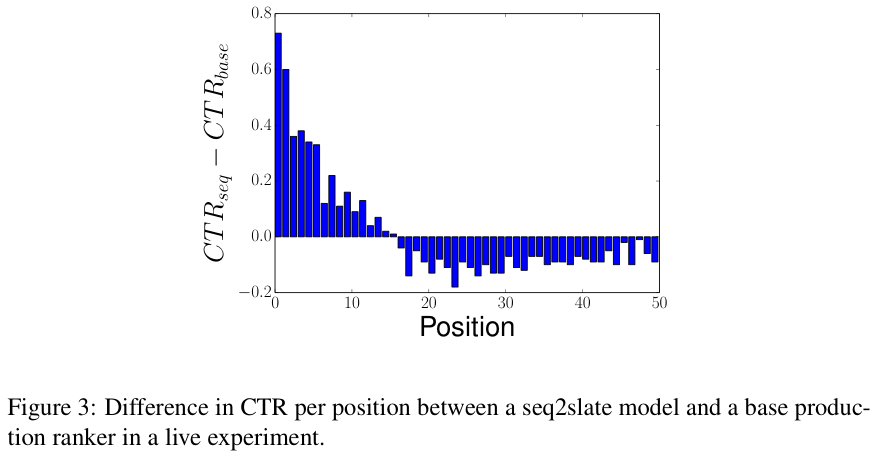 0.8
0.6
0.4
0.2
0.0
−0.2
CTR_seq − CTR_base
0 10 20 30 40 50
Position
Figure 3: Difference in CTR per position between a seq2slate model and a base produc-
tion ranker in a live experiment.